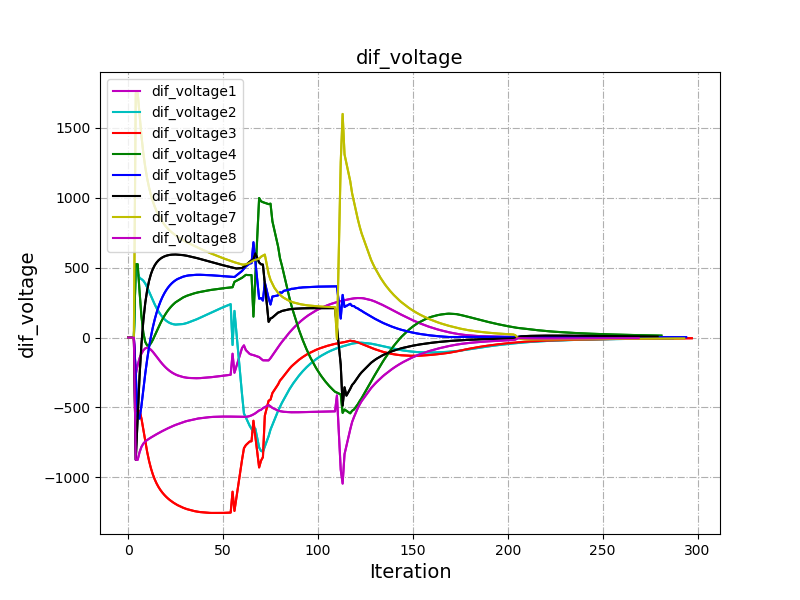 dif_voltage
dif_voltage
1500
1000
500
0
−500
−1000
dif_voltage1
dif_voltage2
dif_voltage3
dif_voltage4
dif_voltage5
dif_voltage6
dif_voltage7
dif_voltage8
0
50
100
150
200
250
300
Iteration